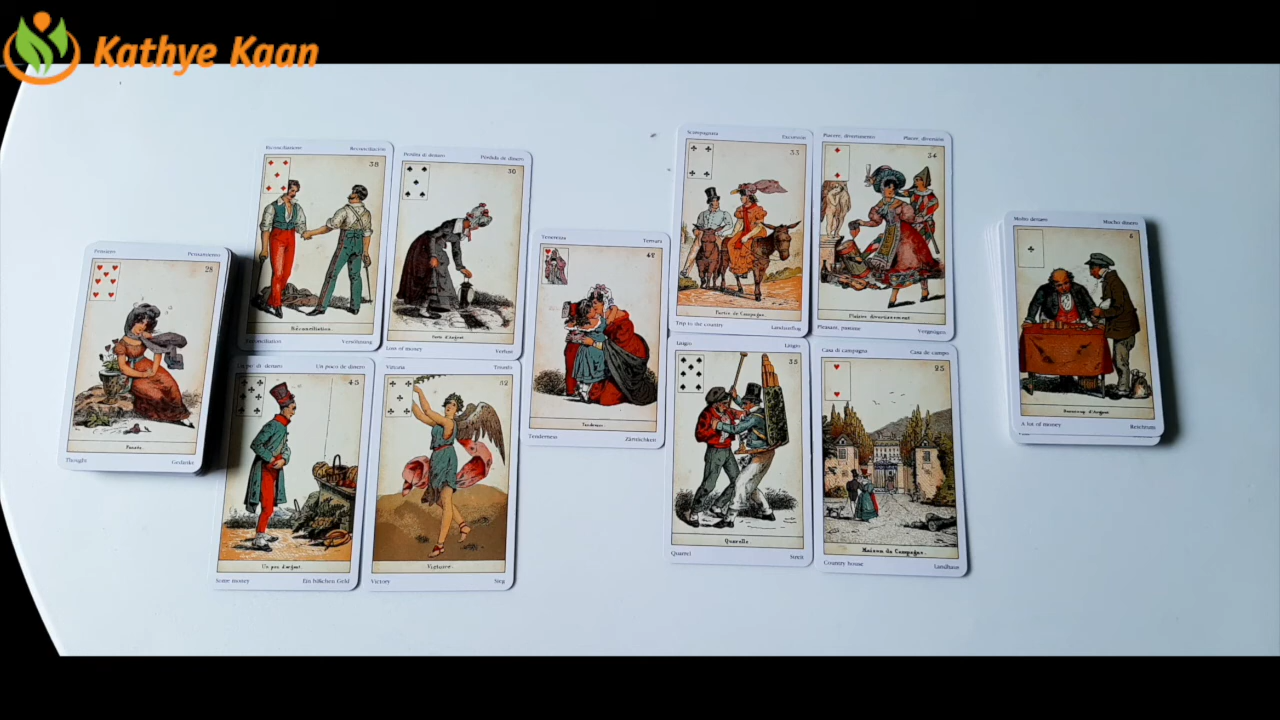 Kathye Kaan
Pensiero Pensamiento
28
Pensée.
Thought Gedanke
Riconciliazione Reconciliación
38
Réconciliation.
Reconciliation Versöhnung
Perdita di denaro Pérdida de dinero
30
Perte d'Argent.
Loss of money Verlust
Un po' di denaro Un poco de dinero
45
Un peu d'argent.
Some money Ein bißchen Geld
Vittoria Triunfo
52
Victoire.
Victory Sieg
Tenerezza Ternura
Tendresse.
Tenderness Zärtlichkeit
Scampagnata Excursión
33
Partie de Campagne.
Trip to the country Landausflug
Piacere, divertimento Placer, diversión
34
Plaisir divertissement.
Pleasant, pastime Vergnügen
Litigio Litigio
35
Querelle.
Quarrel Streit
Casa di campagna Casa de campo
25
Maison de Campagne.
Country house Landhaus
Molto denaro Mucho dinero
Beaucoup d'Argent
A lot of money Reichtum